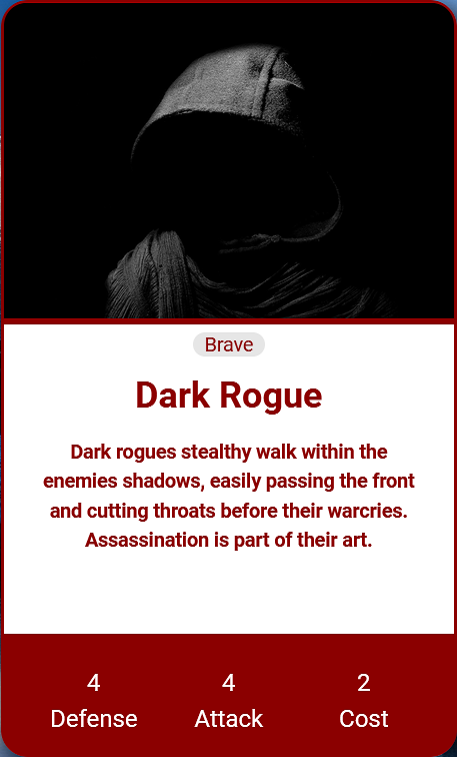 Brave
Dark Rogue
Dark rogues stealthy walk within the
enemies shadows, easily passing the front
and cutting throats before their warcries.
Assassination is part of their art.
4 4 2
Defense Attack Cost